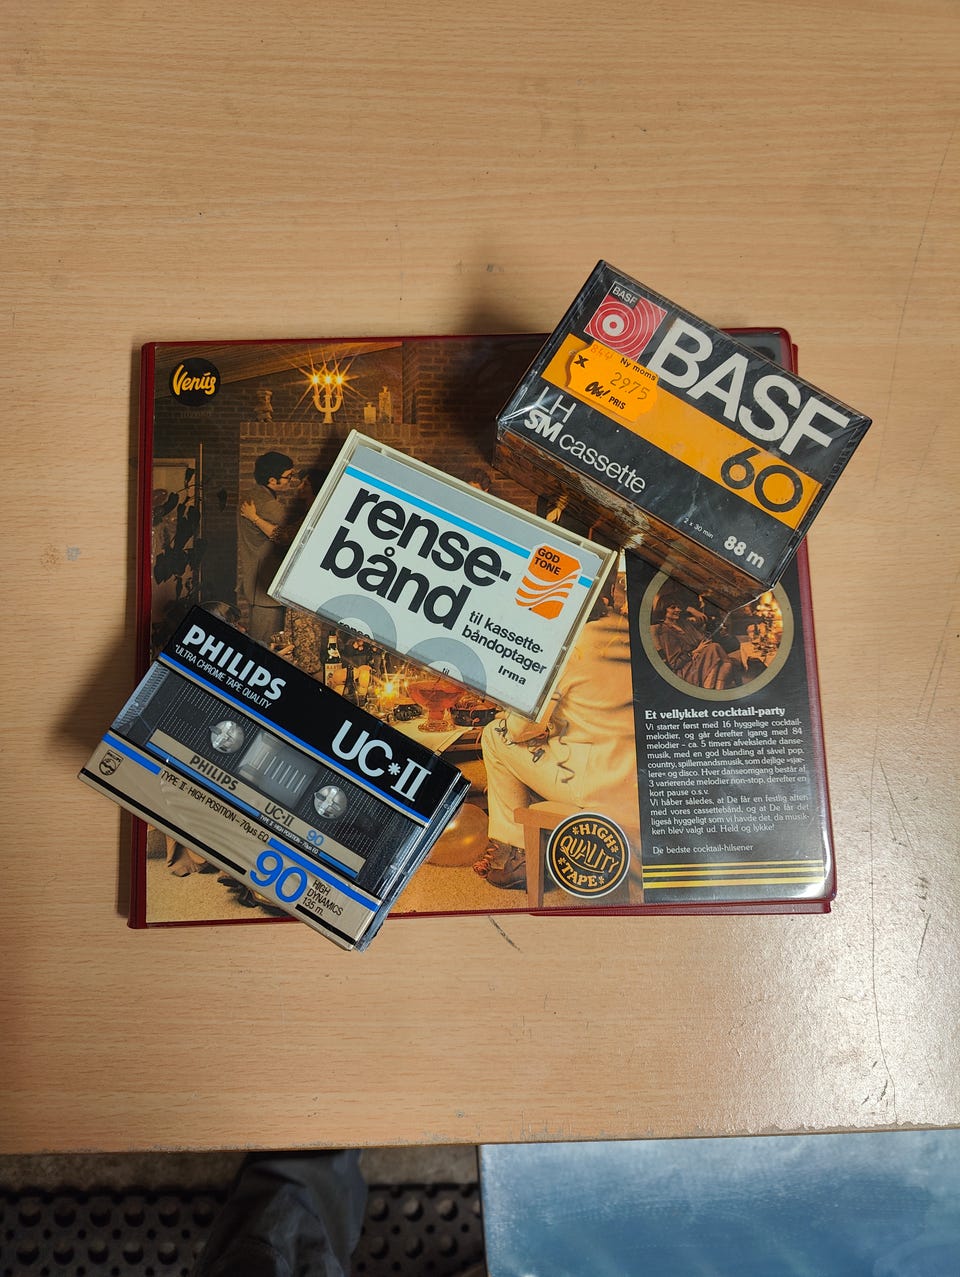 Venús
BASF
BASF
Ny moms
2975
Obs!
PRIS
LH
SM cassette
60
2 x 30 min
88 m
rense-
bånd
GOD
TONE
til kassette-
båndoptager
Irma
PHILIPS
"ULTRA CHROME TAPE QUALITY
UC*II
PHILIPS
UC-II
90
TYPE II · HIGH POSITION – 70µs EQ
90
HIGH
DYNAMICS
135 m.
HIGH
QUALITY
TAPE
Et vellykket cocktail-party
Vi starter først med 16 hyggelige cocktail-
melodier, og går derefter igang med 84
melodier - ca. 5 timers afvekslende danse-
musik, med en god blanding af såvel pop,
country, spillemandsmusik, som dejlige »sjæ-
lere« og disco. Hver danseomgang består af
3 varierende melodier non-stop, derefter en
kort pause o.s.v.
Vi håber således, at De får en festlig aften
med vores cassettebånd, og at De får det
ligeså hyggeligt som vi havde det, da musik-
ken blev valgt ud. Held og lykke!
De bedste cocktail-hilsener